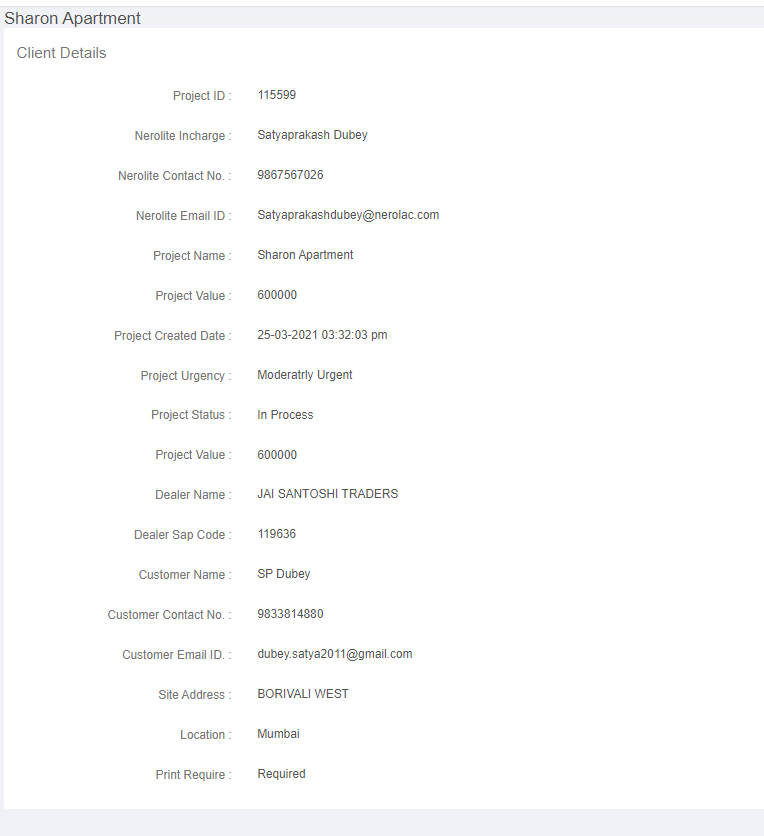 Sharon Apartment
Client Details
Project ID : 115599
Nerolite Incharge : Satyaprakash Dubey
Nerolite Contact No. : 9867567026
Nerolite Email ID : Satyaprakashdubey@nerolac.com
Project Name : Sharon Apartment
Project Value : 600000
Project Created Date : 25-03-2021 03:32:03 pm
Project Urgency : Moderatrly Urgent
Project Status : In Process
Project Value : 600000
Dealer Name : JAI SANTOSHI TRADERS
Dealer Sap Code : 119636
Customer Name : SP Dubey
Customer Contact No. : 9833814880
Customer Email ID. : dubey.satya2011@gmail.com
Site Address : BORIVALI WEST
Location : Mumbai
Print Require : Required